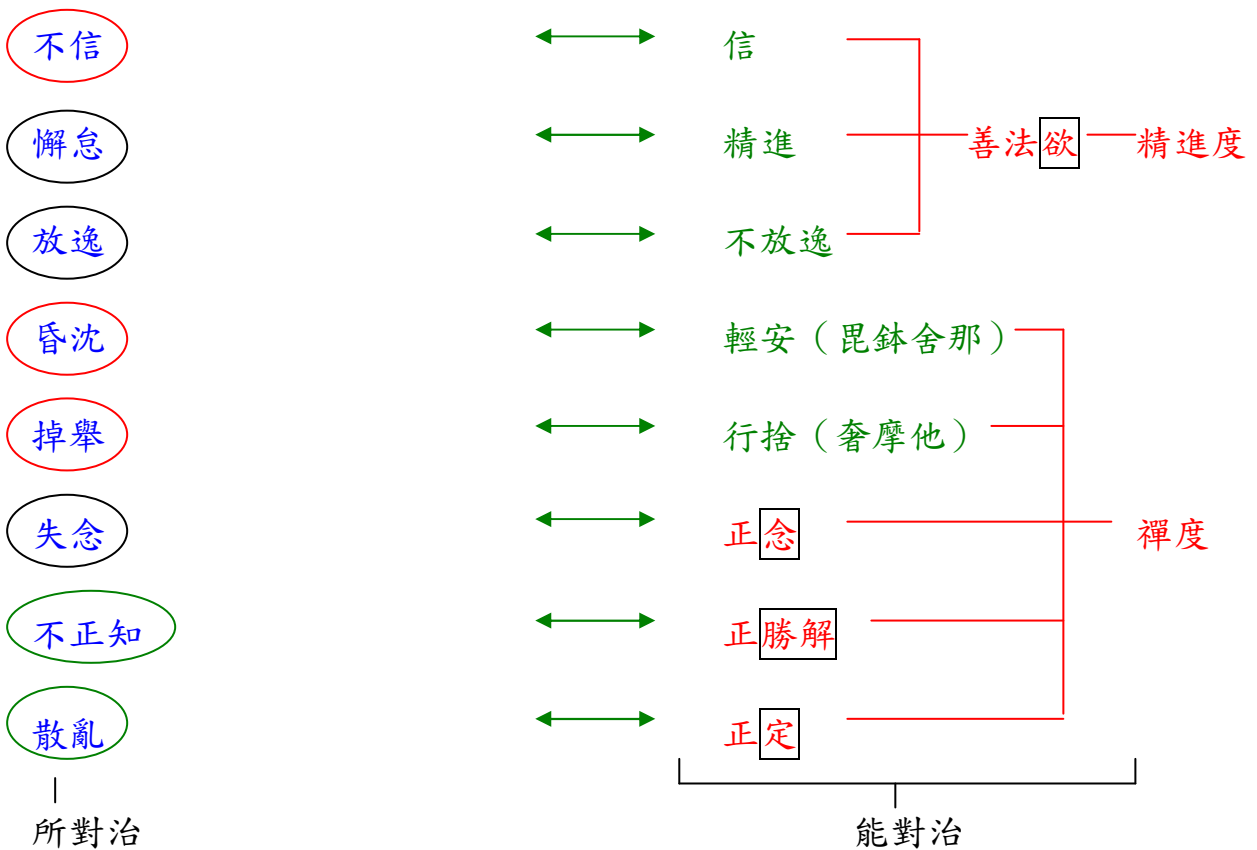 不信 信
懈怠 精進 善法欲 精進度
放逸 不放逸
昏沈 輕安（毘鉢舍那）
掉舉 行捨（奢摩他）
失念 正念 禪度
不正知 正勝解
散亂 正定
所對治 能對治